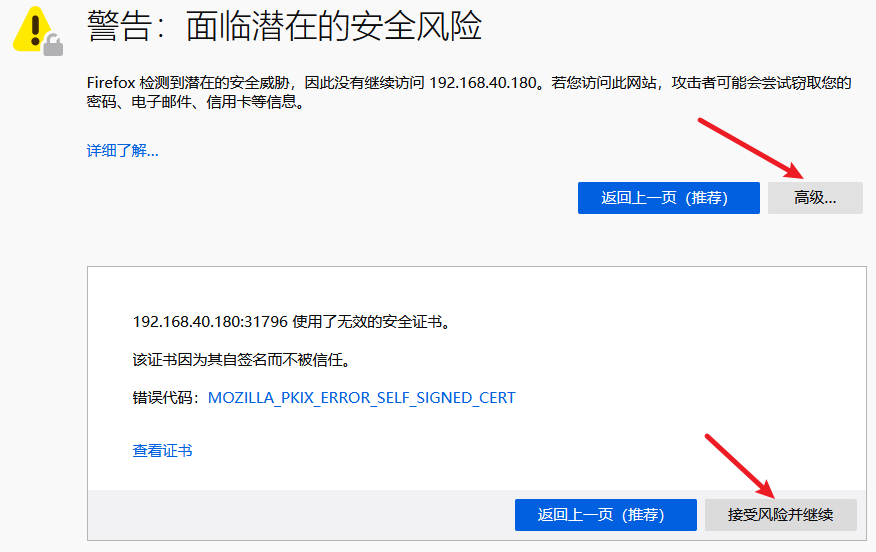 警告：面临潜在的安全风险
Firefox 检测到潜在的安全威胁，因此没有继续访问 192.168.40.180。若您访问此网站，攻击者可能会尝试窃取您的
密码、电子邮件、信用卡等信息。
详细了解...
返回上一页（推荐） 高级...
192.168.40.180:31796 使用了无效的安全证书。
该证书因为其自签名而不被信任。
错误代码：MOZILLA_PKIX_ERROR_SELF_SIGNED_CERT
查看证书
返回上一页（推荐） 接受风险并继续